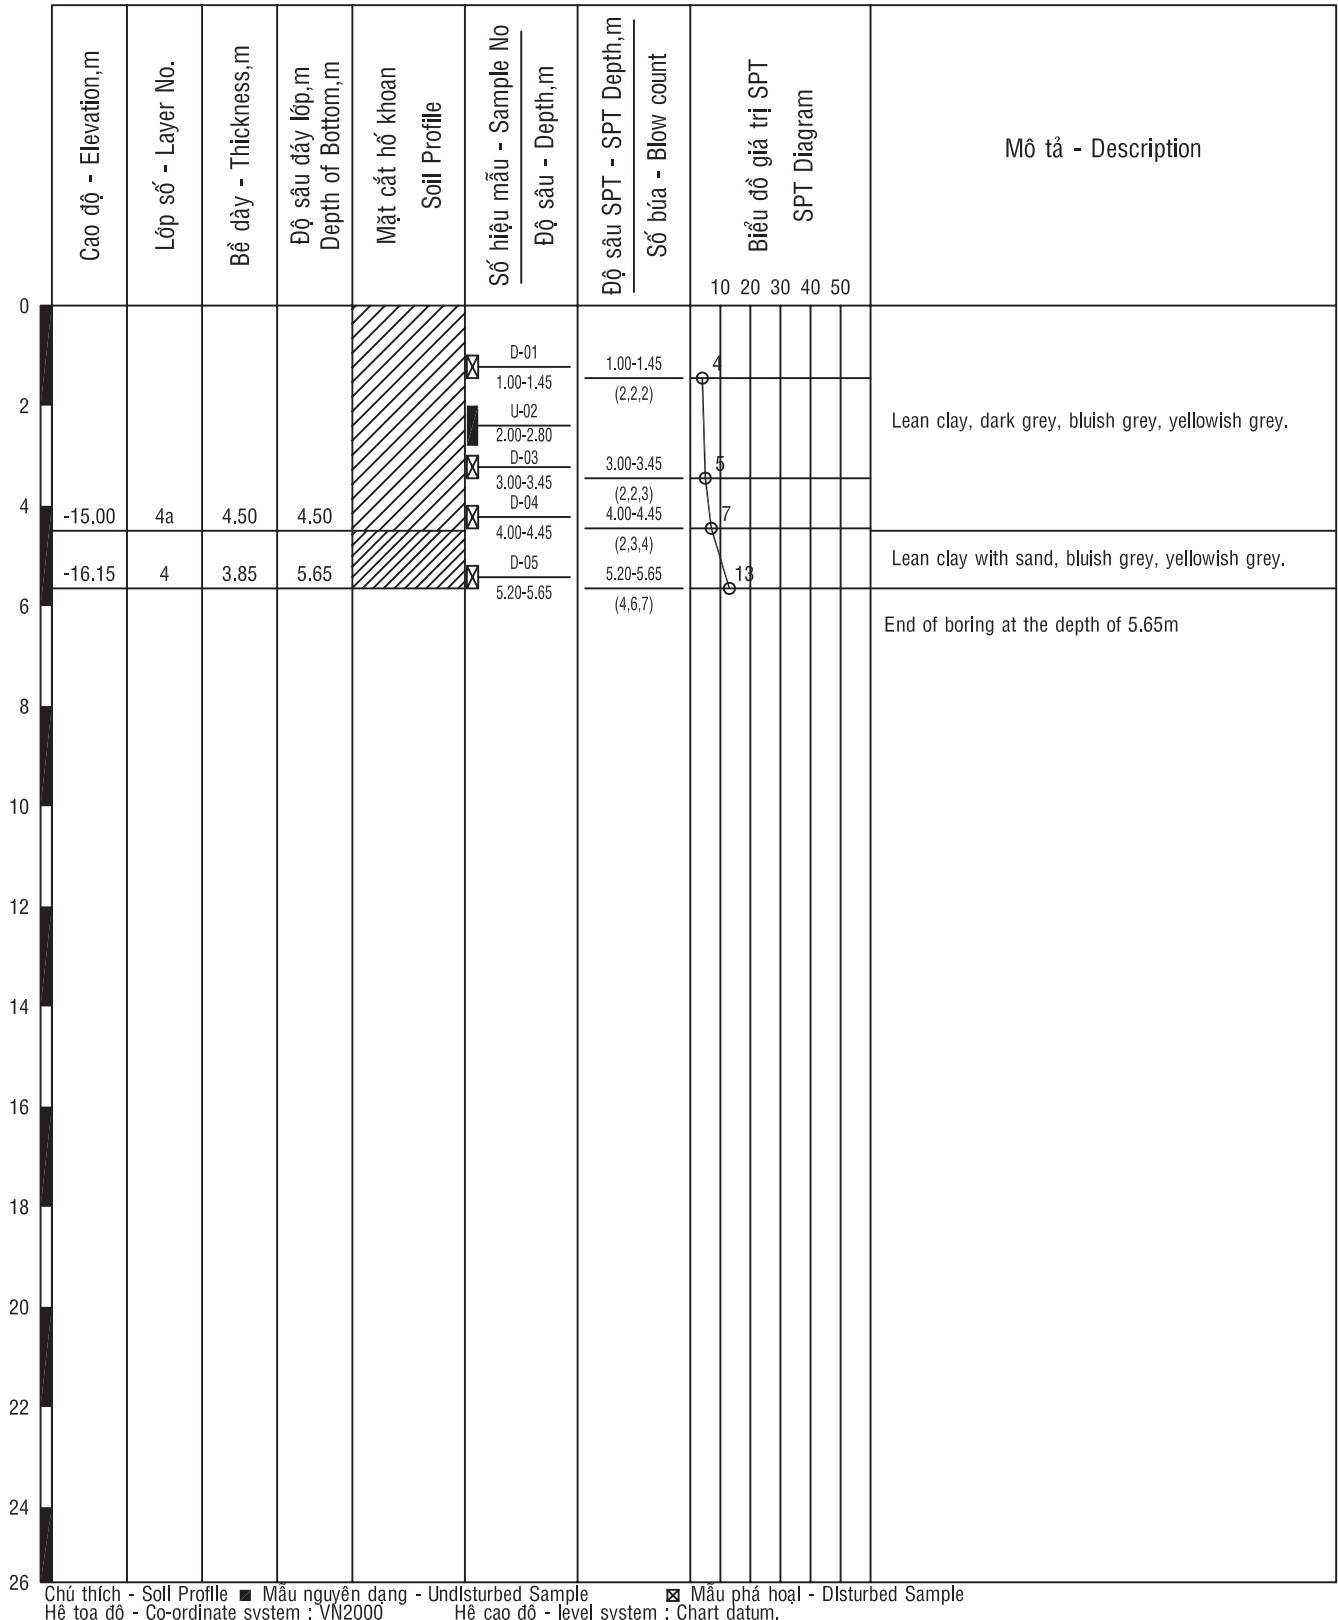 Cao độ - Elevation,m
Lớp số - Layer No.
Bề dày - Thickness,m
Độ sâu đáy lớp,m
Depth of Bottom,m
Mặt cắt hố khoan
Soil Profile
Số hiệu mẫu - Sample No
Độ sâu - Depth,m
Độ sâu SPT - SPT Depth,m
Số búa - Blow count
Biểu đồ giá trị SPT
SPT Diagram
10 20 30 40 50
Mô tả - Description
0
D-01
1.00-1.45
1.00-1.45
(2,2,2)
4
2
U-02
2.00-2.80
Lean clay, dark grey, bluish grey, yellowish grey.
D-03
3.00-3.45
3.00-3.45
(2,2,3)
5
4
D-04
4.00-4.45
4.00-4.45
(2,3,4)
7
-15.00 4a 4.50 4.50
Lean clay with sand, bluish grey, yellowish grey.
D-05
5.20-5.65
5.20-5.65
(4,6,7)
13
-16.15 4 3.85 5.65
6
End of boring at the depth of 5.65m
8
10
12
14
16
18
20
22
24
26
Chú thích - Soil Profile Mẫu nguyên dạng - Undisturbed Sample Mẫu phá hoại - Disturbed Sample
Hệ tọa độ - Co-ordinate system : VN2000 Hệ cao độ - level system : Chart datum.